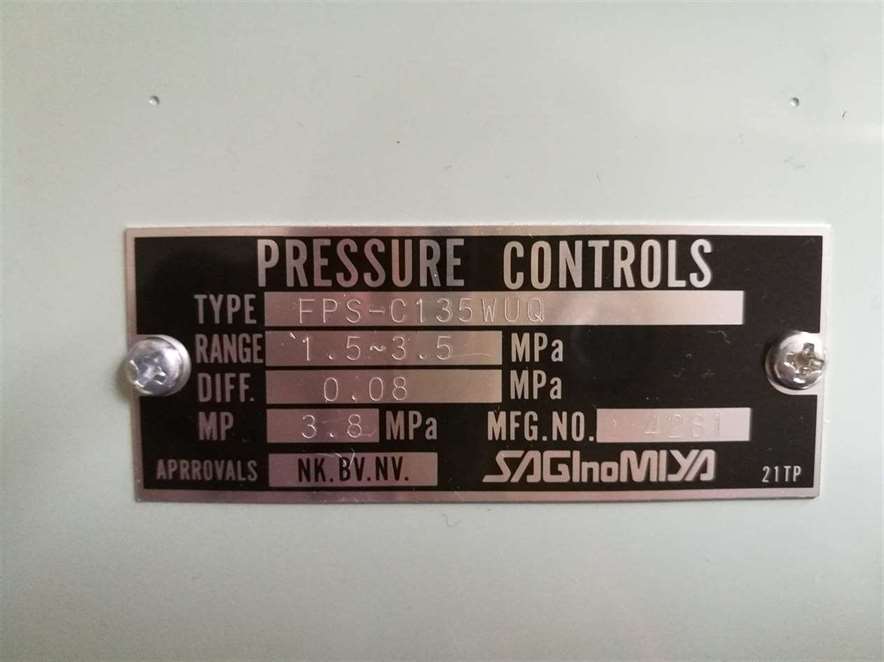 PRESSURE CONTROLS
TYPE FPS-C135WUQ
RANGE 1.5~3.5 MPa
DIFF. 0.08 MPa
MP 3.8 MPa MFG.NO. 4261
APRROVALS NK.BV.NV. SAGInoMIYA 21TP